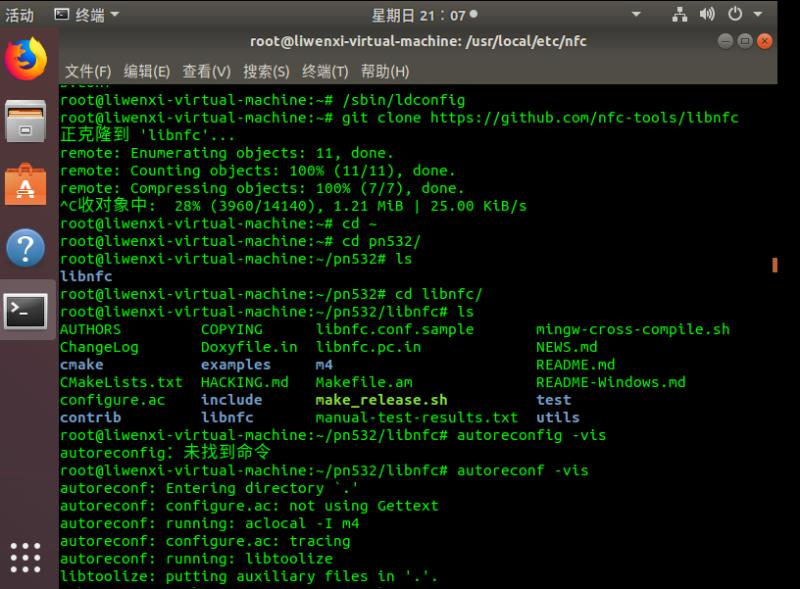 活动 终端 星期日 21：07
root@liwenxi-virtual-machine: /usr/local/etc/nfc
文件(F) 编辑(E) 查看(V) 搜索(S) 终端(T) 帮助(H)
root@liwenxi-virtual-machine:~# /sbin/ldconfig
root@liwenxi-virtual-machine:~# git clone https://github.com/nfc-tools/libnfc
正克隆到 'libnfc'...
remote: Enumerating objects: 11, done.
remote: Counting objects: 100% (11/11), done.
remote: Compressing objects: 100% (7/7), done.
^C收对象中:  28% (3960/14140), 1.21 MiB | 25.00 KiB/s
root@liwenxi-virtual-machine:~# cd ~
root@liwenxi-virtual-machine:~# cd pn532/
root@liwenxi-virtual-machine:~/pn532# ls
libnfc
root@liwenxi-virtual-machine:~/pn532# cd libnfc/
root@liwenxi-virtual-machine:~/pn532/libnfc# ls
AUTHORS COPYING libnfc.conf.sample mingw-cross-compile.sh
ChangeLog Doxyfile.in libnfc.pc.in NEWS.md
cmake examples m4 README.md
CMakeLists.txt HACKING.md Makefile.am README-Windows.md
configure.ac include make_release.sh test
contrib libnfc manual-test-results.txt utils
root@liwenxi-virtual-machine:~/pn532/libnfc# autoreconfig -vis
autoreconfig：未找到命令
root@liwenxi-virtual-machine:~/pn532/libnfc# autoreconf -vis
autoreconf: Entering directory `.'
autoreconf: configure.ac: not using Gettext
autoreconf: running: aclocal -I m4
autoreconf: configure.ac: tracing
autoreconf: running: libtoolize
libtoolize: putting auxiliary files in '.'.